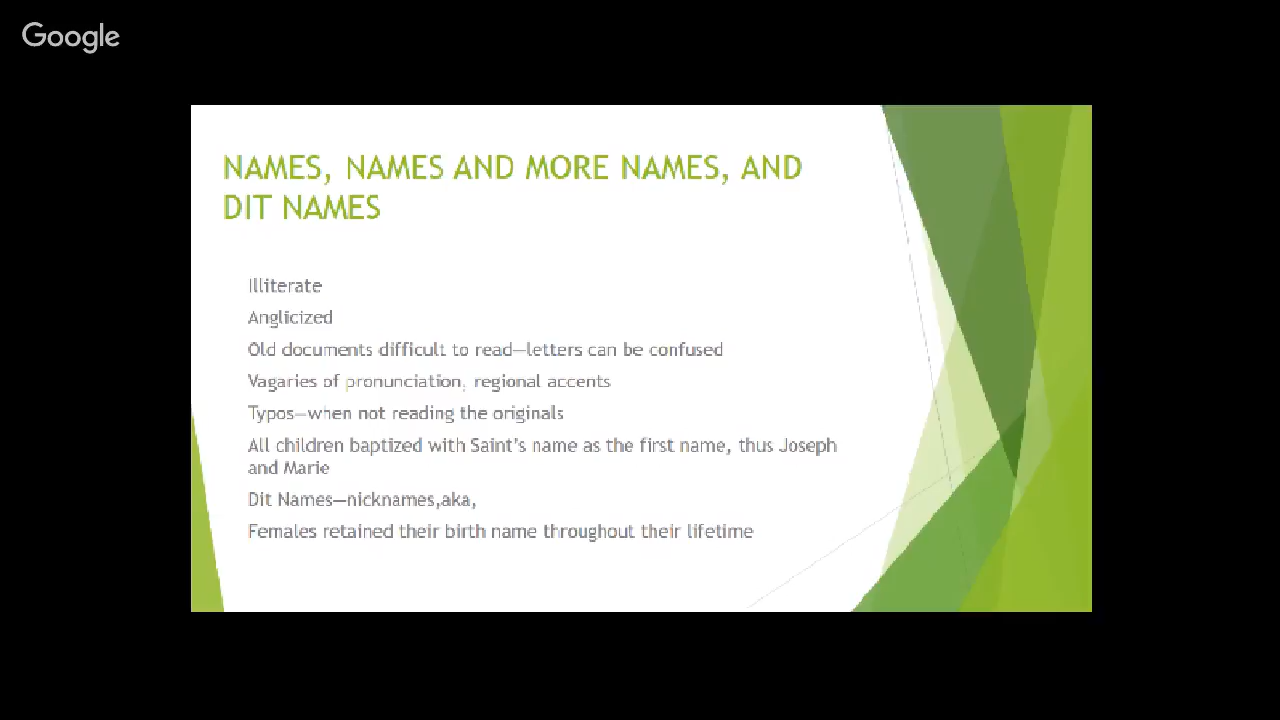 Google
NAMES, NAMES AND MORE NAMES, AND
DIT NAMES
Illiterate
Anglicized
Old documents difficult to read—letters can be confused
Vagaries of pronunciation, regional accents
Typos—when not reading the originals
All children baptized with Saint's name as the first name, thus Joseph
and Marie
Dit Names—nicknames,aka,
Females retained their birth name throughout their lifetime